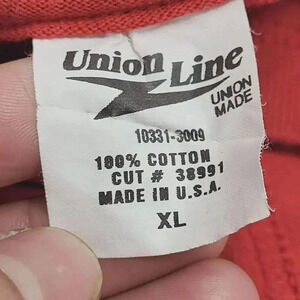 Union Line
UNION
MADE
10331-3009
100% COTTON
CUT # 38991
MADE IN U.S.A.
XL